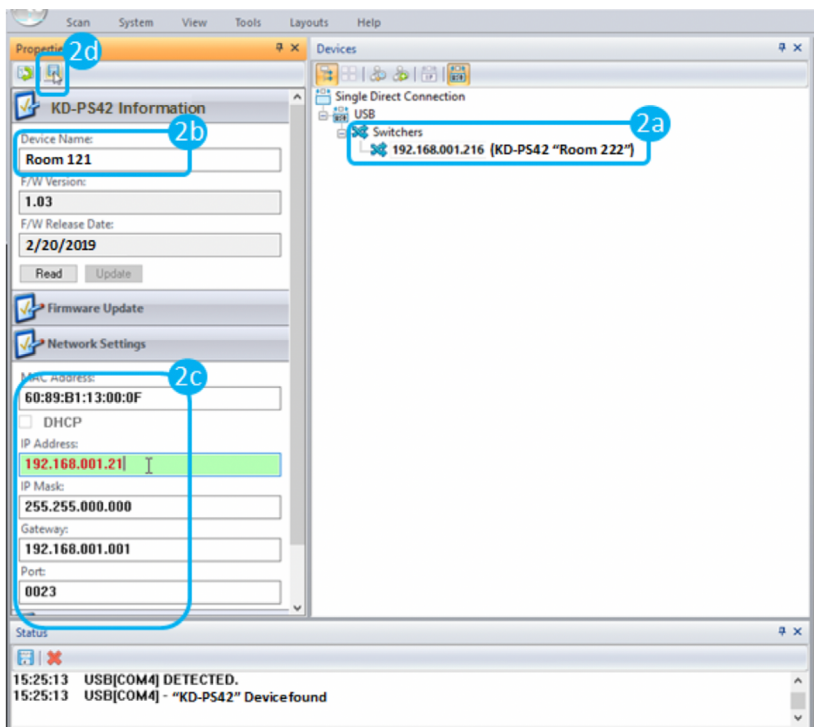 Scan System View Tools Layouts Help
2d
Devices
KD-PS42 Information
2b
Device Name:
Room 121
F/W Version:
1.03
F/W Release Date:
2/20/2019
Read Update
Firmware Update
Network Settings
2c
MAC Address:
60:89:B1:13:00:0F
DHCP
IP Address:
192.168.001.21
IP Mask:
255.255.000.000
Gateway:
192.168.001.001
Port:
0023
Single Direct Connection
USB
2a
Switchers
192.168.001.216 (KD-PS42 “Room 222”)
Status
15:25:13 USB[COM4] DETECTED.
15:25:13 USB[COM4] - “KD-PS42” Devicefound